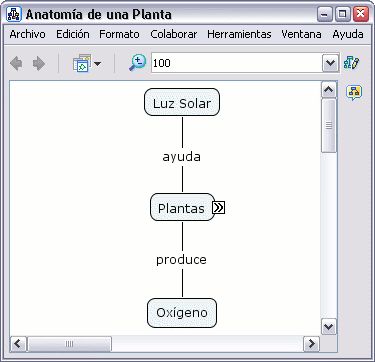 Anatomía de una Planta
Archivo Edición Formato Colaborar Herramientas Ventana Ayuda
100
Luz Solar
ayuda
Plantas
produce
Oxígeno